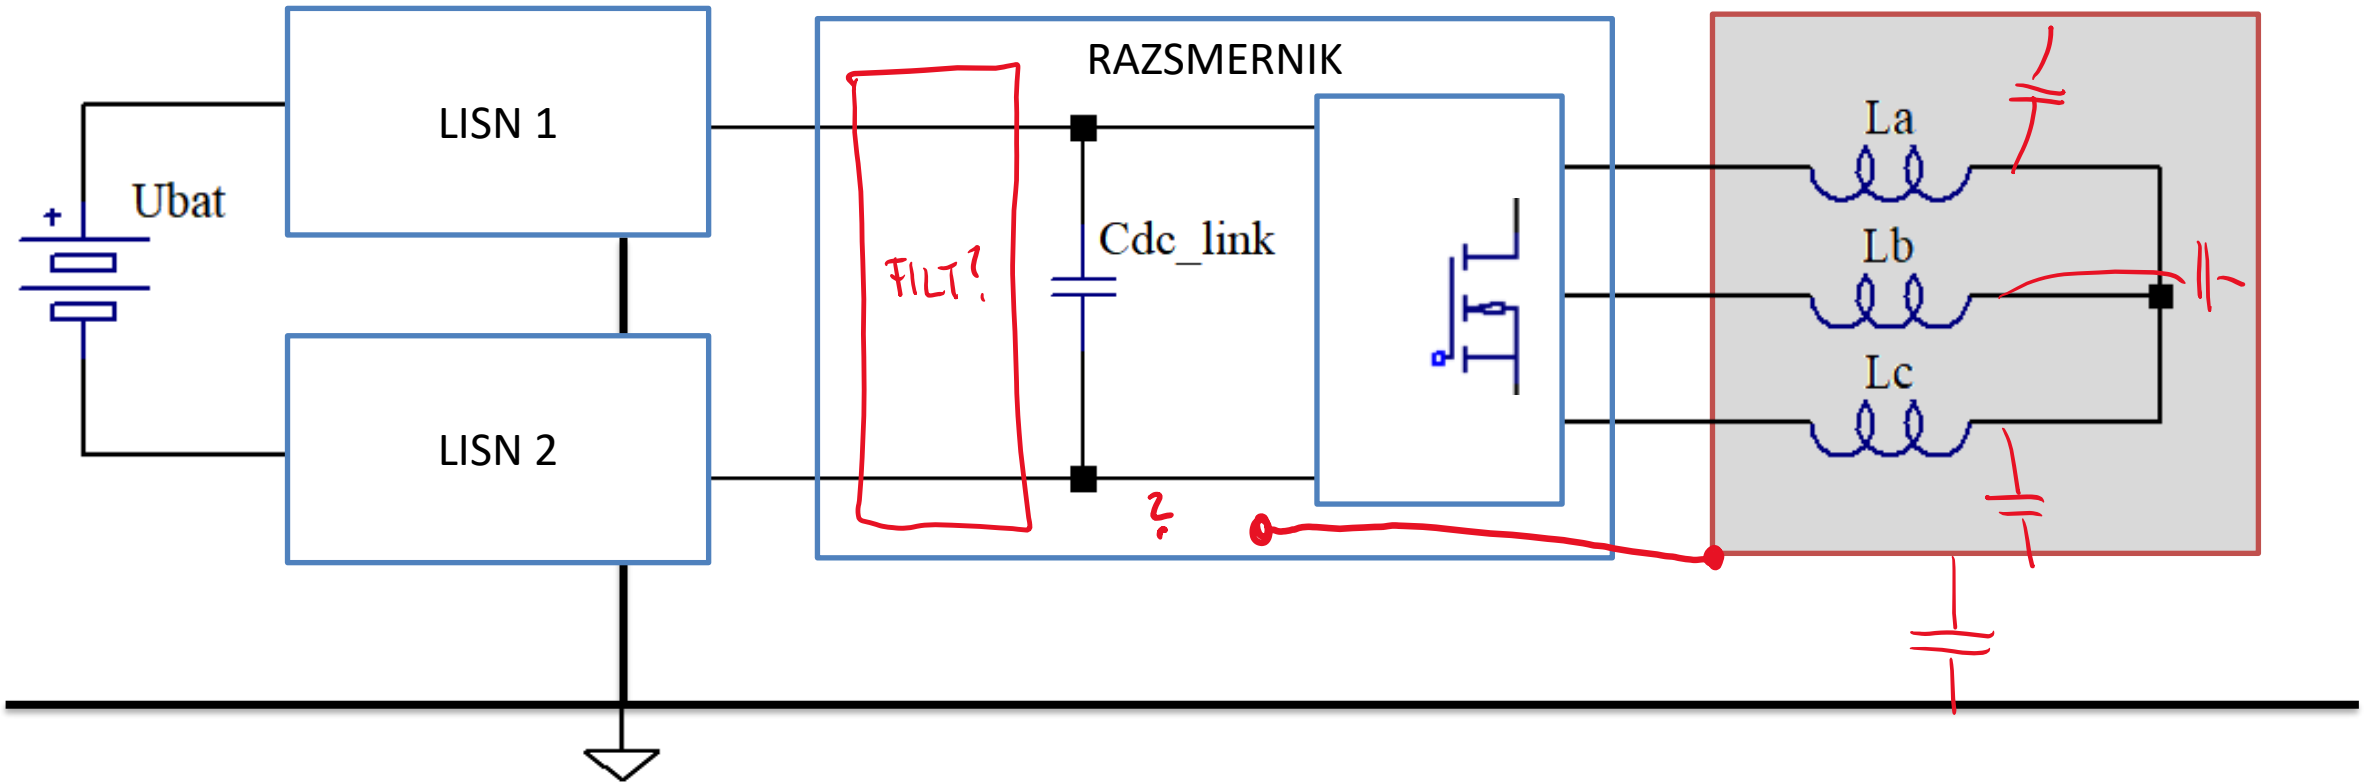 RAZSMERNIK
LISN 1
La
Ubat
+
Cdc_link
Lb
FILT?
Lc
LISN 2
?